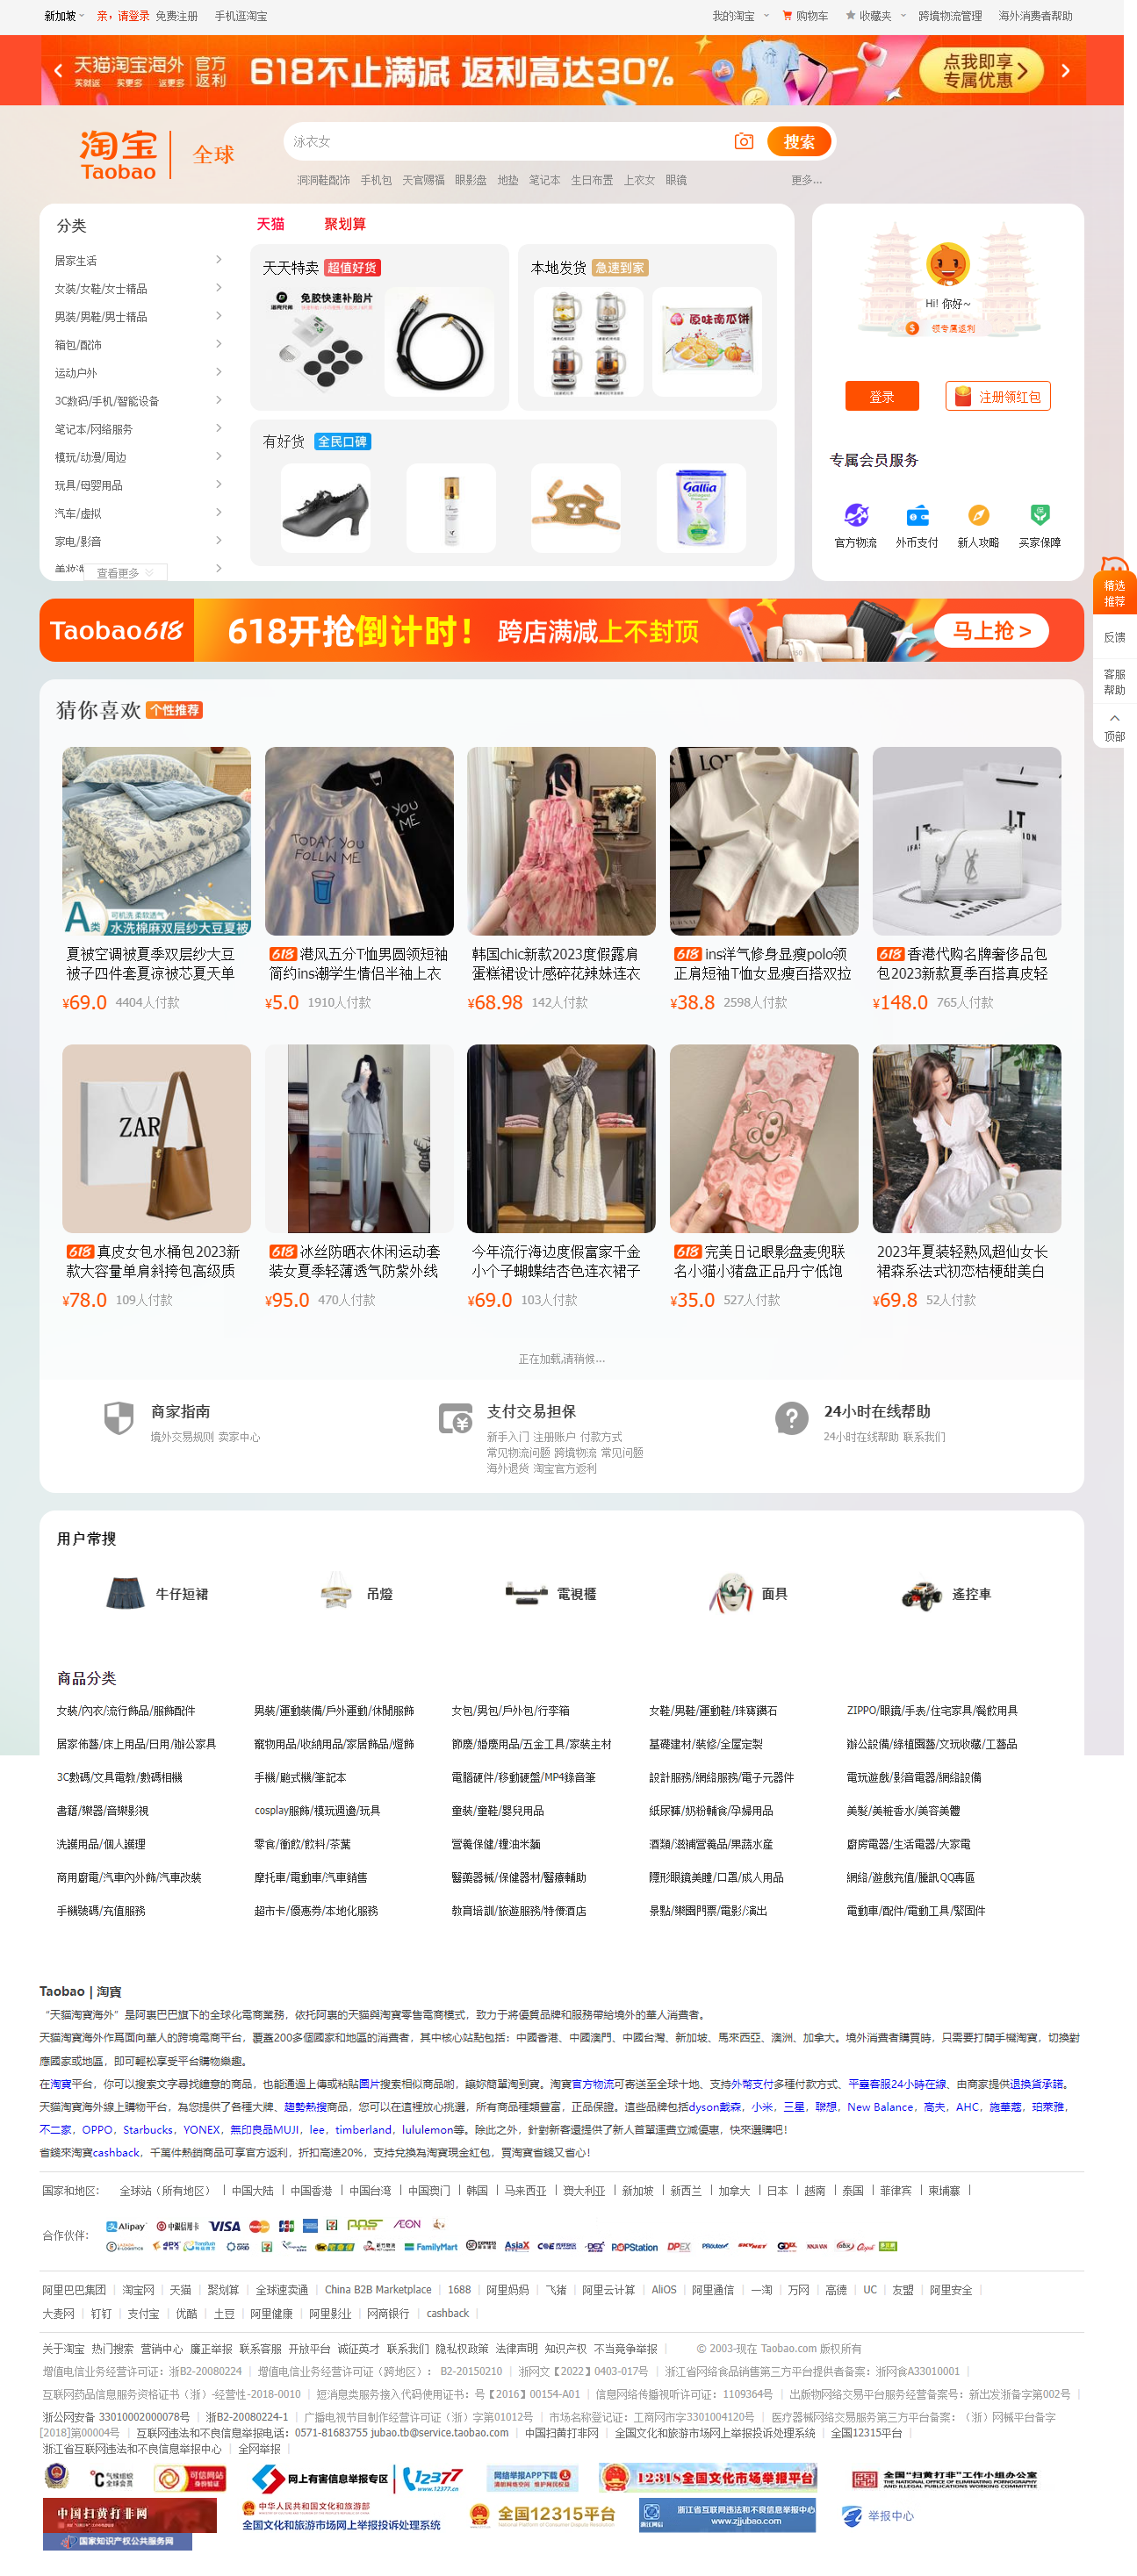 新加坡 亲，请登录 免费注册 手机逛淘宝 我的淘宝 购物车 收藏夹 跨境物流管理 海外消费者帮助
天猫淘宝海外 官方返利 618不止满减 返利高达30% 点我即享专属优惠
买就返 买更多 返更多
淘宝 Taobao 全球
泳衣女 搜索
洞洞鞋配饰 手机包 天官赐福 眼影盘 地垫 笔记本 生日布置 上衣女 眼镜 更多...
分类
居家生活
女装/女鞋/女士精品
男装/男鞋/男士精品
箱包/配饰
运动户外
3C数码/手机/智能设备
笔记本/网络服务
模玩/动漫/周边
玩具/母婴用品
汽车/虚拟
家电/影音
查看更多
天猫 聚划算
天天特卖 超值好货
免胶快速补胎片
本地发货 急速到家
原味南瓜饼
有好货 全民口碑
Gallia
2
Hi! 你好~
领专属返利
登录 注册领红包
专属会员服务
官方物流 外币支付 新人攻略 买家保障
精选推荐
反馈
客服帮助
顶部
Taobao618 618开抢倒计时! 跨店满减上不封顶 马上抢 >
猜你喜欢 个性推荐
A类 可机洗 柔软透气
水洗棉麻双层纱大豆夏被
TODAY YOU FOLLW ME
夏被空调被夏季双层纱大豆
被子四件套夏凉被芯夏天单
¥69.0 4404人付款
618 港风五分T恤男圆领短袖
简约ins潮学生情侣半袖上衣
¥5.0 1910人付款
韩国chic新款2023度假露肩
蛋糕裙设计感碎花辣妹连衣
¥68.98 142人付款
618 ins洋气修身显瘦polo领
正肩短袖T恤女显瘦百搭双拉
¥38.8 2598人付款
618 香港代购名牌奢侈品包
包2023新款夏季百搭真皮轻
¥148.0 765人付款
ZAR
618 真皮女包水桶包2023新
款大容量单肩斜挎包高级质
¥78.0 109人付款
618 冰丝防晒衣休闲运动套
装女夏季轻薄透气防紫外线
¥95.0 470人付款
今年流行海边度假富家千金
小个子蝴蝶结杏色连衣裙子
¥69.0 103人付款
618 完美日记眼影盘麦兜联
名小猫小猪盘正品丹宁低饱
¥35.0 527人付款
2023年夏装轻熟风超仙女长
裙森系法式初恋桔梗甜美白
¥69.8 52人付款
正在加载,请稍候...
商家指南
境外交易规则 卖家中心
支付交易担保
新手入门 注册账户 付款方式
常见物流问题 跨境物流 常见问题
海外退货 淘宝官方返利
24小时在线帮助
24小时在线帮助 联系我们
用户常搜
牛仔短裙 吊燈 電視櫃 面具 遙控車
商品分类
女裝/內衣/流行飾品/服飾配件 男裝/運動裝備/戶外運動/休閒服飾 女包/男包/戶外包/行李箱 女鞋/男鞋/運動鞋/珠寶鑽石 ZIPPO/眼鏡/手表/住宅家具/餐飲用具
居家佈藝/床上用品/日用/辦公家具 寵物用品/收納用品/家居飾品/燈飾 節慶/婚慶用品/五金工具/家裝主材 基礎建材/裝修/全屋定製 辦公設備/綠植園藝/文玩收藏/工藝品
3C數碼/文具電教/數碼相機 手機/颱式機/筆記本 電腦硬件/移動硬盤/MP4錄音筆 設計服務/網絡服務/電子元器件 電玩遊戲/影音電器/網絡設備
書籍/樂器/音樂影視 cosplay服飾/模玩週邊/玩具 童裝/童鞋/嬰兒用品 紙尿褲/奶粉輔食/孕婦用品 美髮/美粧香水/美容美體
洗護用品/個人護理 零食/衝飲/飲料/茶葉 營養保健/糧油米麵 酒類/滋補營養品/果蔬水産 廚房電器/生活電器/大家電
商用廚電/汽車內外飾/汽車改裝 摩托車/電動車/汽車銷售 醫藥器械/保健器材/醫療輔助 隱形眼鏡美瞳/口罩/成人用品 網絡/遊戲充值/騰訊QQ專區
手機號碼/充值服務 超市卡/優惠劵/本地化服務 教育培訓/旅遊服務/特價酒店 景點/樂園門票/電影/演出 電動車/配件/電動工具/緊固件
Taobao | 淘寶
“天貓淘寶海外”是阿裏巴巴旗下的全球化電商業務，依托阿裏的天貓與淘寶零售電商模式，致力于將優質品牌和服務帶給境外的華人消費者。
天貓淘寶海外作爲面向華人的跨境電商平台，覆蓋200多個國家和地區的消費者，其中核心站點包括：中國香港、中國澳門、中國台灣、新加坡、馬來西亞、澳洲、加拿大。境外消費者購買時，只需要打開手機淘寶，切換對
應國家或地區，即可輕松享受平台購物樂趣。
在淘寶平台，你可以搜索文字尋找鐘意的商品，也能通過上傳或粘貼圖片搜索相似商品喲，讓妳簡單淘到寶。淘寶官方物流可寄送至全球十地、支持外幣支付多種付款方式、平臺客服24小時在線、由商家提供退換貨承諾。
天貓淘寶海外線上購物平台，為您提供了各種大牌、趨勢熱搜商品，您可以在這裡放心挑選，所有商品種類豐富，正品保證。這些品牌包括dyson戴森，小米，三星，聯想，New Balance，高夫，AHC，施華蔻，珀萊雅，
不二家，OPPO，Starbucks，YONEX，無印良品MUJI，lee，timberland，lululemon等。除此之外，針對新客還提供了新人首單運費立減優惠，快來選購吧！
省錢來淘寶cashback，千萬件熱銷商品可享官方返利，折扣高達20%，支持兌換為淘寶現金紅包，買淘寶省錢又省心！
国家和地区： 全球站（所有地区） | 中国大陆 | 中国香港 | 中国台湾 | 中国澳门 | 韩国 | 马来西亚 | 澳大利亚 | 新加坡 | 新西兰 | 加拿大 | 日本 | 越南 | 泰国 | 菲律宾 | 柬埔寨 |
合作伙伴： Alipay 中銀信用卡 VISA MasterCard JCB PPS ÆON
4PX FamilyMart AsiaX DEX POPStation DPEX SKYNET GDEX NINJA VAN
阿里巴巴集团 | 淘宝网 | 天猫 | 聚划算 | 全球速卖通 | China B2B Marketplace | 1688 | 阿里妈妈 | 飞猪 | 阿里云计算 | AliOS | 阿里通信 | 一淘 | 万网 | 高德 | UC | 友盟 | 阿里安全 |
大麦网 | 钉钉 | 支付宝 | 优酷 | 土豆 | 阿里健康 | 阿里影业 | 网商银行 | cashback |
关于淘宝 热门搜索 营销中心 廉正举报 联系客服 开放平台 诚征英才 联系我们 隐私权政策 法律声明 知识产权 不当竞争举报 | © 2003-现在 Taobao.com 版权所有
增值电信业务经营许可证：浙B2-20080224 | 增值电信业务经营许可证（跨地区）： B2-20150210 | 浙网文【2022】0403-017号 | 浙江省网络食品销售第三方平台提供者备案：浙网食A33010001 |
互联网药品信息服务资格证书（浙）-经营性-2018-0010 | 短消息类服务接入代码使用证书：号【2016】00154-A01 | 信息网络传播视听许可证：1109364号 | 出版物网络交易平台服务经营备案号：新出发浙备字第002号 |
浙公网安备 33010002000078号 | 浙B2-20080224-1 | 广播电视节目制作经营许可证（浙）字第01012号 | 市场名称登记证：工商网市字3301004120号 | 医疗器械网络交易服务第三方平台备案：（浙）网械平台备字
[2018]第00004号 | 互联网违法和不良信息举报电话：0571-81683755 jubao.tb@service.taobao.com | 中国扫黄打非网 | 全国文化和旅游市场网上举报投诉处理系统 | 全国12315平台 |
浙江省互联网违法和不良信息举报中心 | 全网举报 |
气候组织全球会员 可信网站 身份验证 网上有害信息举报专区 12377 网络举报APP下载 12318全国文化市场举报平台 全国“扫黄打非”工作小组办公室
中国扫黄打非网 中华人民共和国文化和旅游部 全国文化和旅游市场网上举报投诉处理系统 全国12315平台 浙江省互联网违法和不良信息举报中心 www.zjjubao.com 举报中心
国家知识产权公共服务网